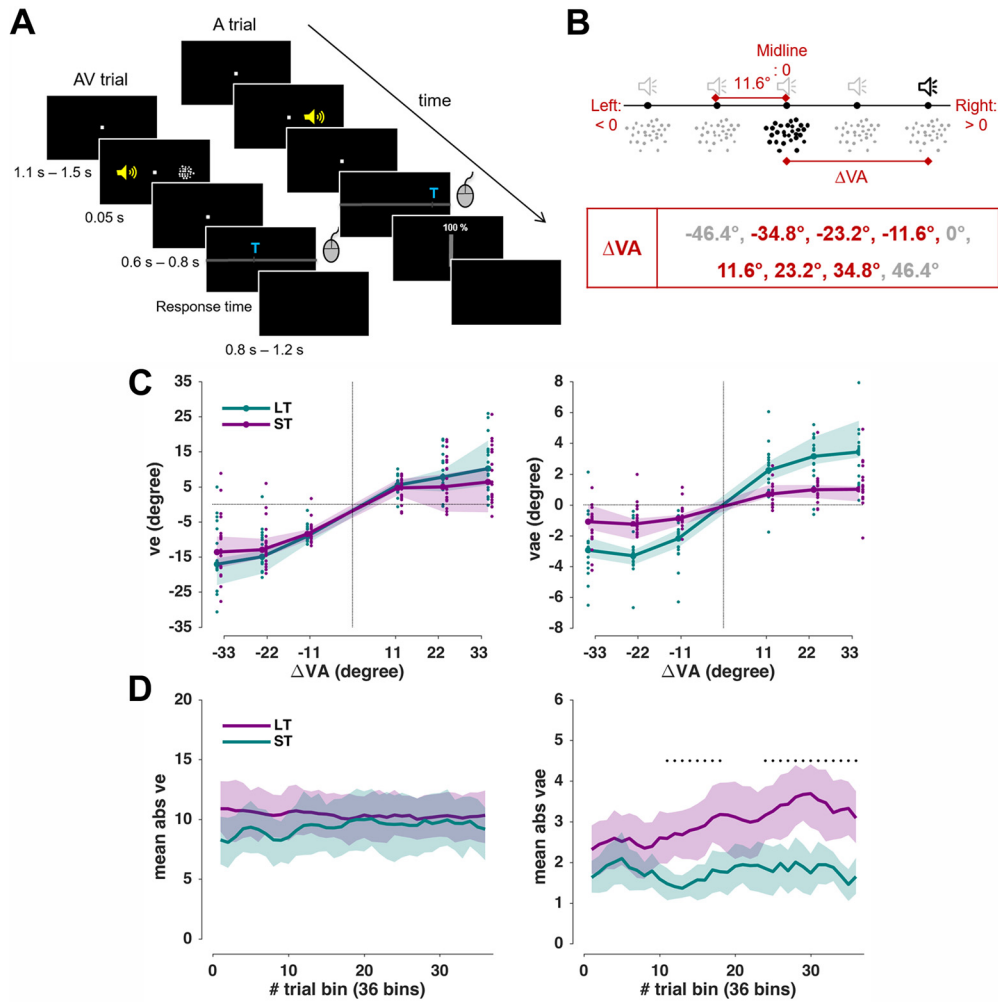 A
A trial
AV trial
time
1.1 s – 1.5 s
0.05 s
0.6 s – 0.8 s
T
T
100 %
Response time
0.8 s – 1.2 s
B
Midline
: 0
11.6°
Left:
< 0
Right:
> 0
ΔVA
ΔVA
-46.4°, -34.8°, -23.2°, -11.6°, 0°,
11.6°, 23.2°, 34.8°, 46.4°
C
35
25
15
5
-5
-15
-25
-35
ve (degree)
LT
ST
-33 -22 -11 11 22 33
ΔVA (degree)
8
6
4
2
0
-2
-4
-6
-8
vae (degree)
-33 -22 -11 11 22 33
ΔVA (degree)
D
20
15
10
5
0
mean abs ve
LT
ST
0 10 20 30
# trial bin (36 bins)
6
5
4
3
2
1
0
mean abs vae
0 10 20 30
# trial bin (36 bins)